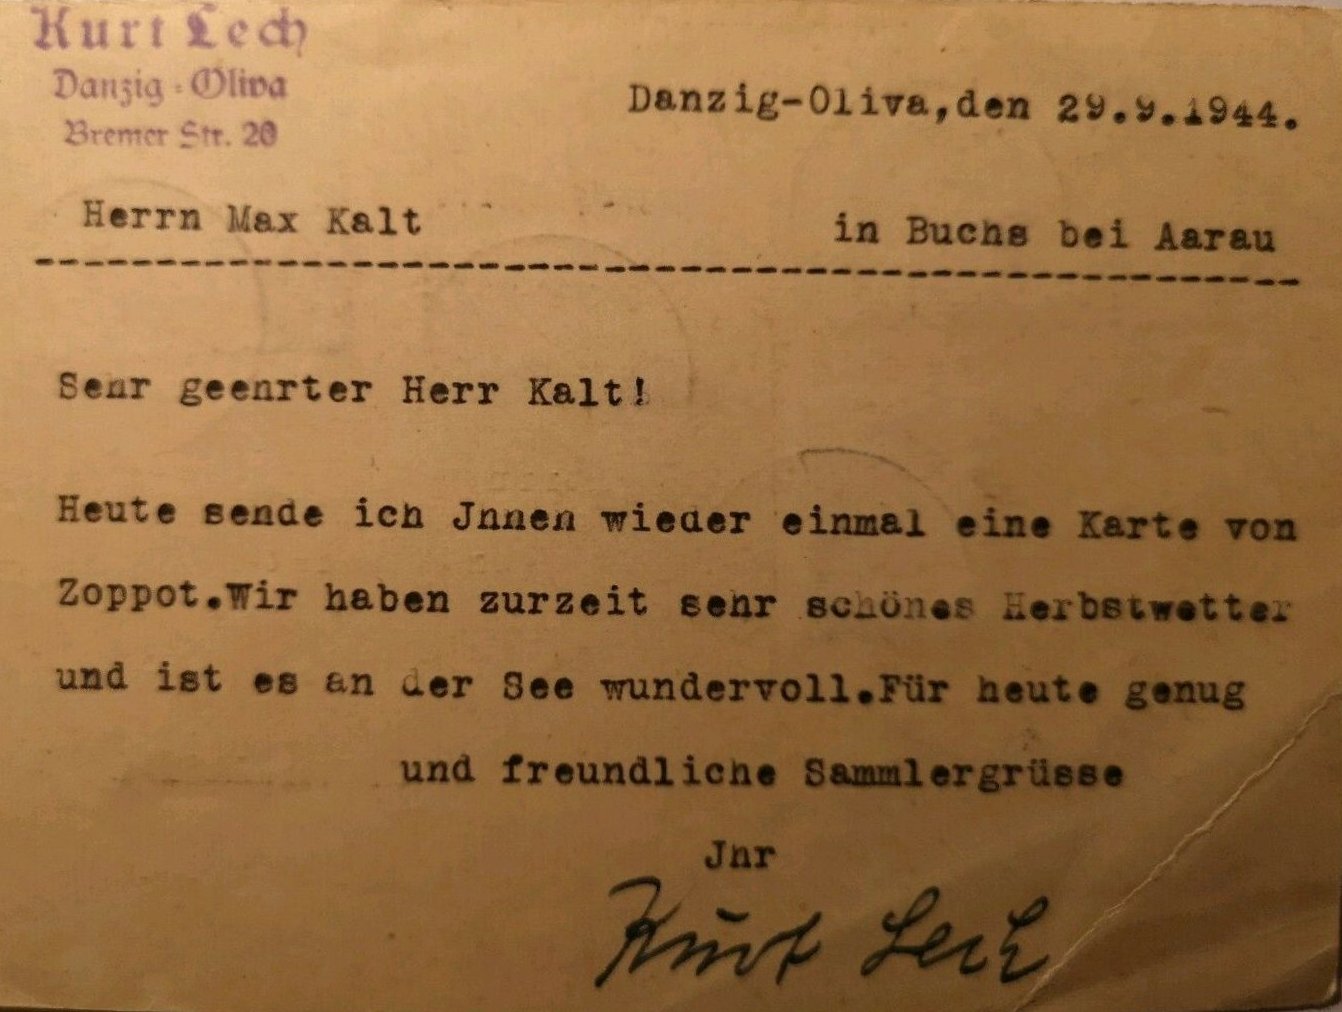 Kurt Lech
Danzig-Oliva
Bremer Str. 20
Danzig-Oliva,den 29.9.1944.
Herrn Max Kalt in Buchs bei Aarau
Sehr geehrter Herr Kalt!
Heute sende ich Jhnen wieder einmal eine Karte von
Zoppot.Wir haben zurzeit sehr schönes Herbstwetter
und ist es an der See wundervoll.Für heute genug
und freundliche Sammlergrüsse
Jhr
Kurt Lech